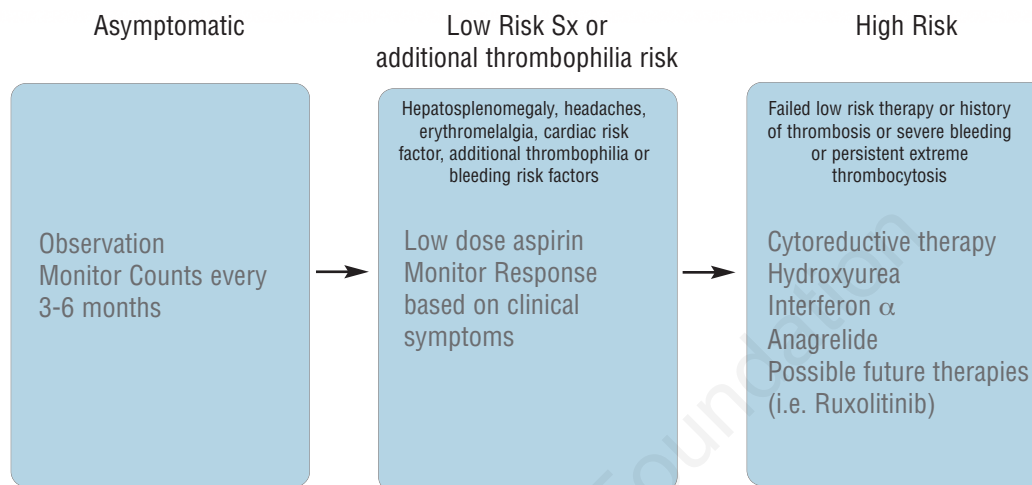 Asymptomatic
Observation
Monitor Counts every
3-6 months
Low Risk Sx or
additional thrombophilia risk
Hepatosplenomegaly, headaches,
erythromelalgia, cardiac risk
factor, additional thrombophilia or
bleeding risk factors
Low dose aspirin
Monitor Response
based on clinical
symptoms
High Risk
Failed low risk therapy or history
of thrombosis or severe bleeding
or persistent extreme
thrombocytosis
Cytoreductive therapy
Hydroxyurea
Interferon α
Anagrelide
Possible future therapies
(i.e. Ruxolitinib)
Foundation